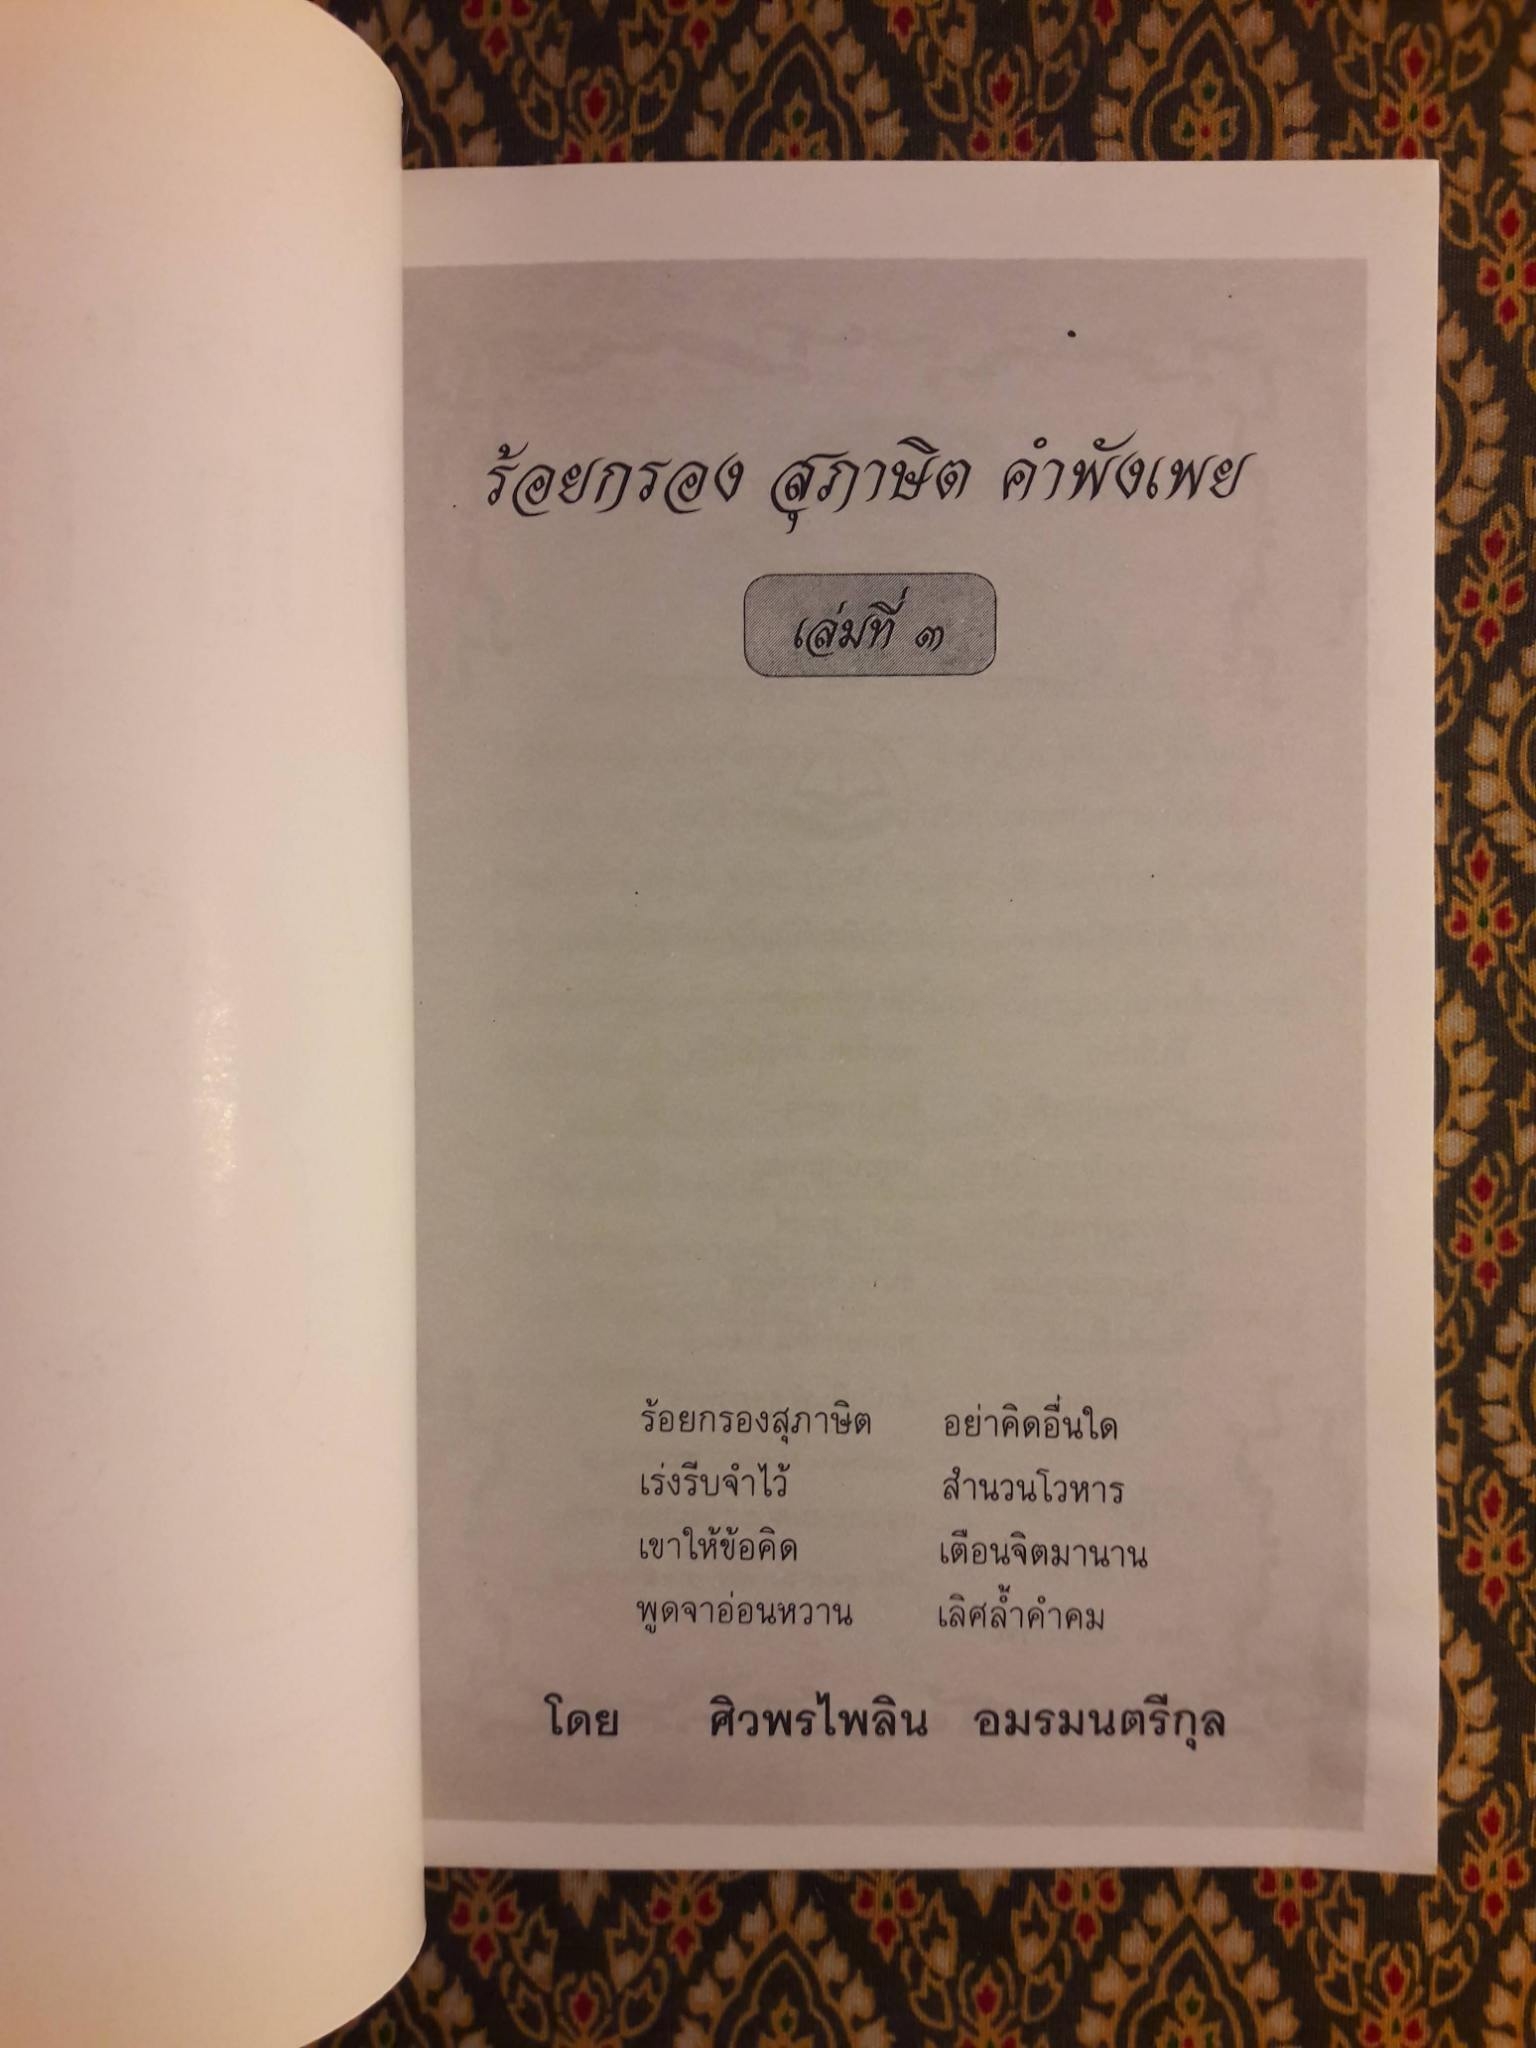 ร้อยกรอง สุภาษิต คำพังเพย
เล่มที่ ๓
ร้อยกรองสุภาษิต อย่าคิดอื่นใด
เร่งรีบจำไว้ สำนวนโวหาร
เขาให้ข้อคิด เตือนจิตมานาน
พูดจาอ่อนหวาน เลิศล้ำคำคม
โดย ศิวพรไพลิน อมรมนตรีกุล